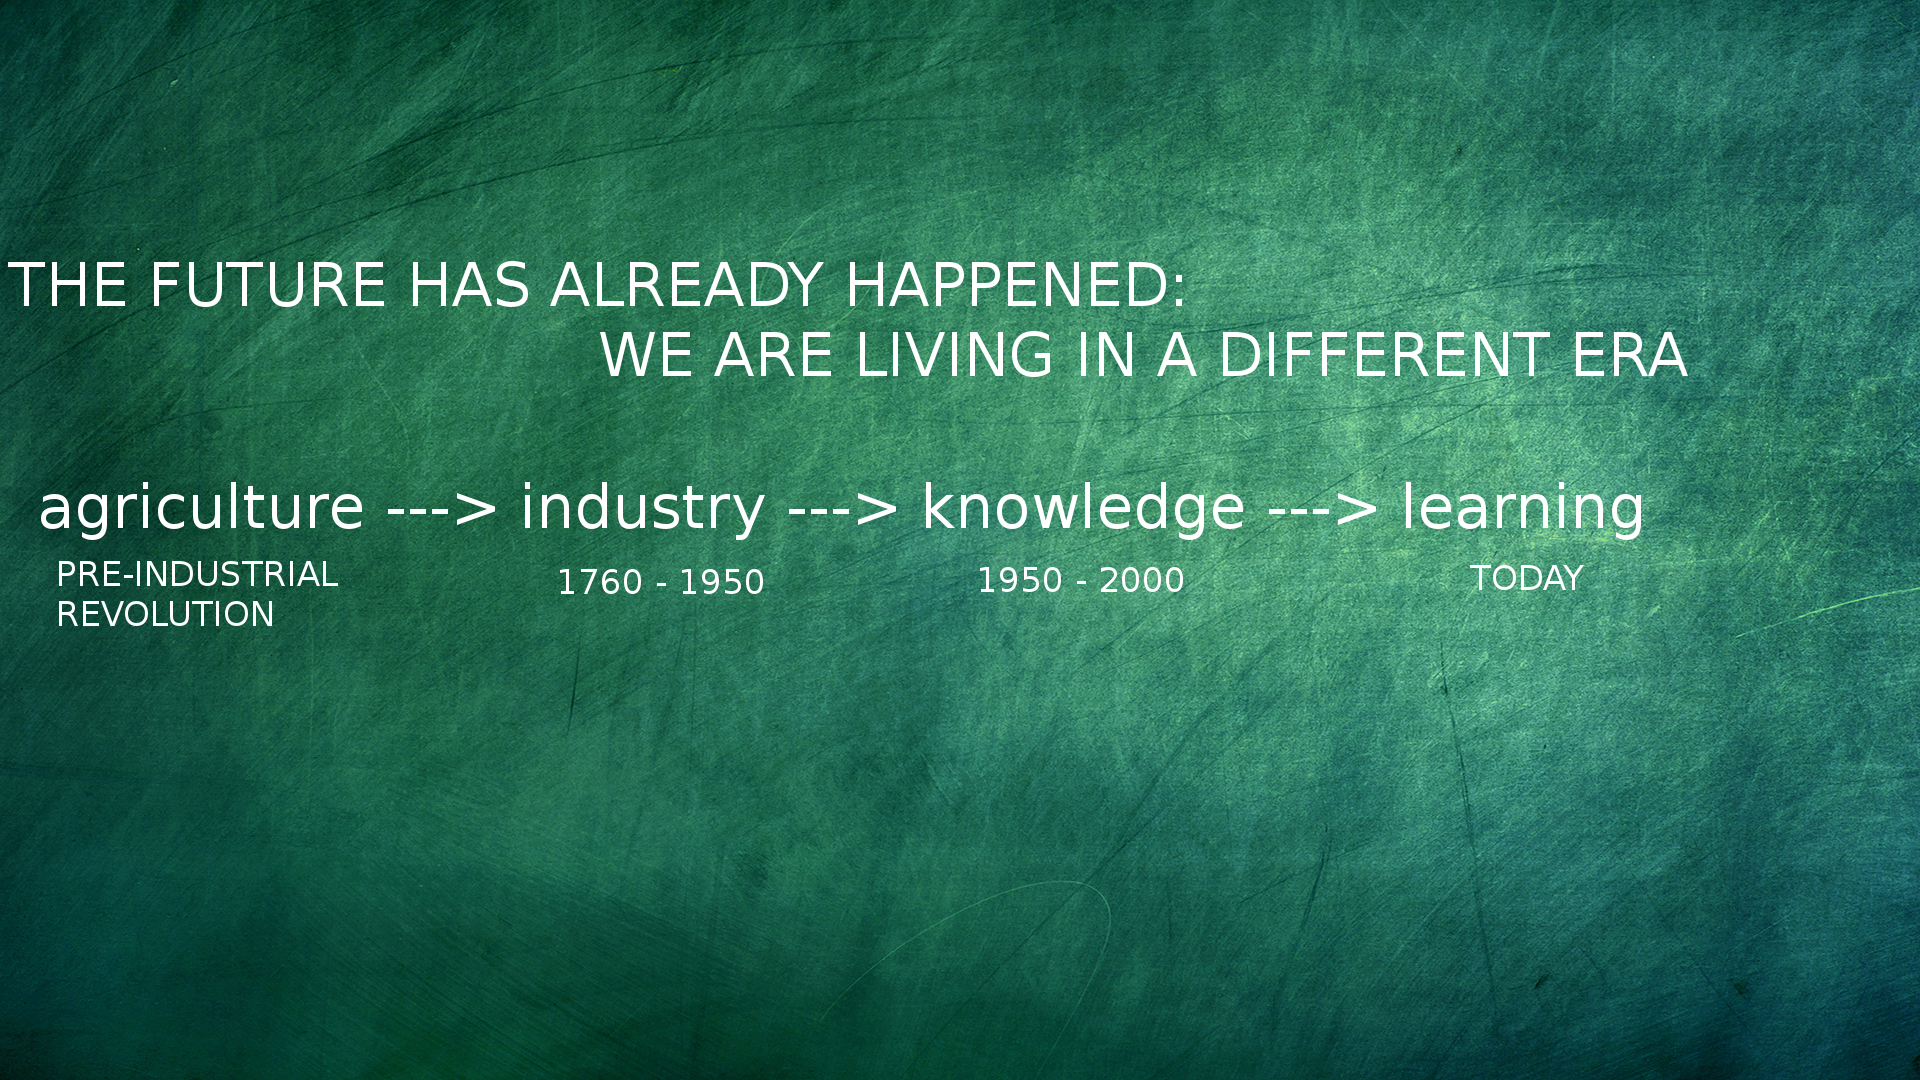 THE FUTURE HAS ALREADY HAPPENED:
WE ARE LIVING IN A DIFFERENT ERA
agriculture ---> industry ---> knowledge ---> learning
PRE-INDUSTRIAL
REVOLUTION
1760 - 1950
1950 - 2000
TODAY